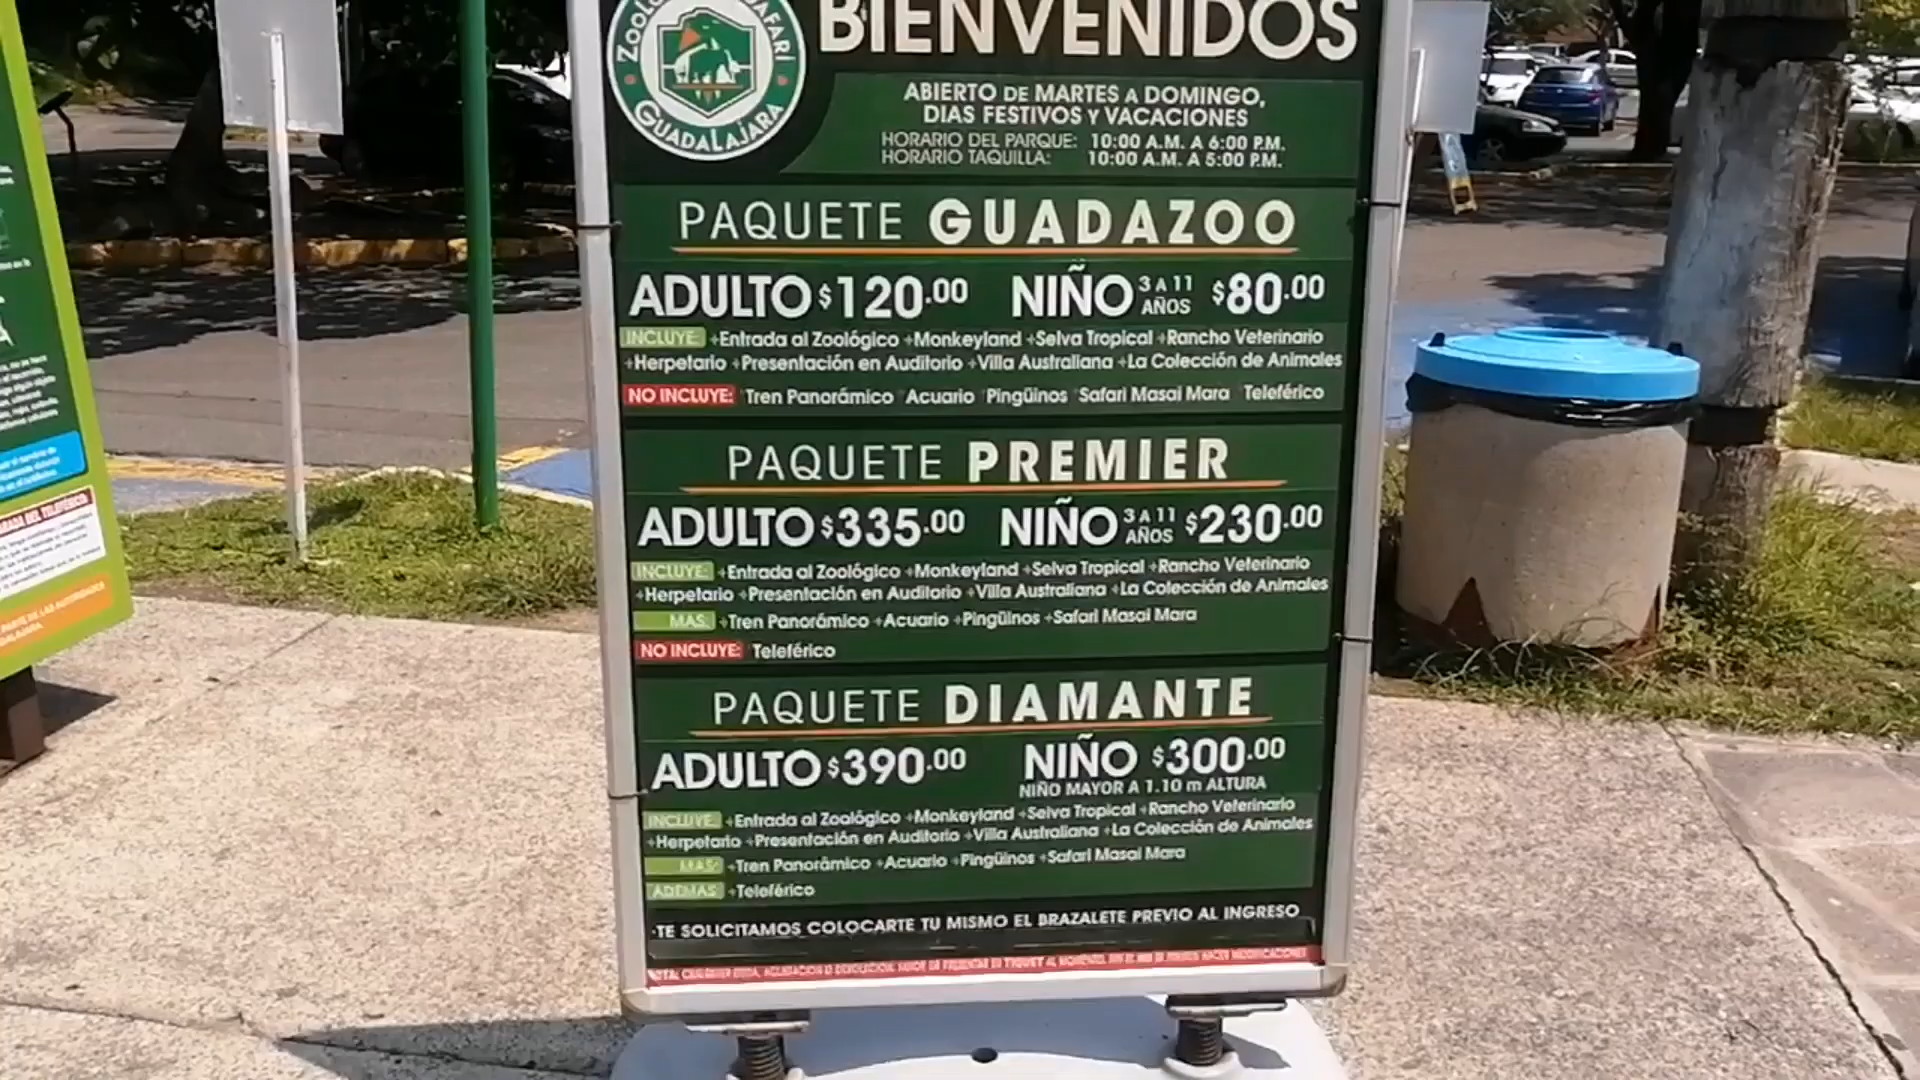 BIENVENIDOS
GUADALAJARA
ABIERTO DE MARTES A DOMINGO,
DIAS FESTIVOS Y VACACIONES
HORARIO DEL PARQUE: 10:00 A.M. A 6:00 P.M.
HORARIO TAQUILLA: 10:00 A.M. A 5:00 P.M.
PAQUETE GUADAZOO
ADULTO $120.00 NIÑO 3 A 11 AÑOS $80.00
INCLUYE: +Entrada al Zoológico +Monkeyland +Selva Tropical +Rancho Veterinario
+Herpetario +Presentación en Auditorio +Villa Australiana +La Colección de Animales
NO INCLUYE: Tren Panorámico Acuario Pingüinos Safari Masai Mara Teleférico
PAQUETE PREMIER
ADULTO $335.00 NIÑO 3 A 11 AÑOS $230.00
INCLUYE: +Entrada al Zoológico +Monkeyland +Selva Tropical +Rancho Veterinario
+Herpetario +Presentación en Auditorio +Villa Australiana +La Colección de Animales
MAS: +Tren Panorámico +Acuario +Pingüinos +Safari Masai Mara
NO INCLUYE: Teleférico
PAQUETE DIAMANTE
ADULTO $390.00 NIÑO $300.00
NIÑO MAYOR A 1.10 m ALTURA
INCLUYE: +Entrada al Zoológico +Monkeyland +Selva Tropical +Rancho Veterinario
+Herpetario +Presentación en Auditorio +Villa Australiana +La Colección de Animales
MAS: +Tren Panorámico +Acuario +Pingüinos +Safari Masai Mara
ADEMAS: +Teleférico
-TE SOLICITAMOS COLOCARTE TU MISMO EL BRAZALETE PREVIO AL INGRESO